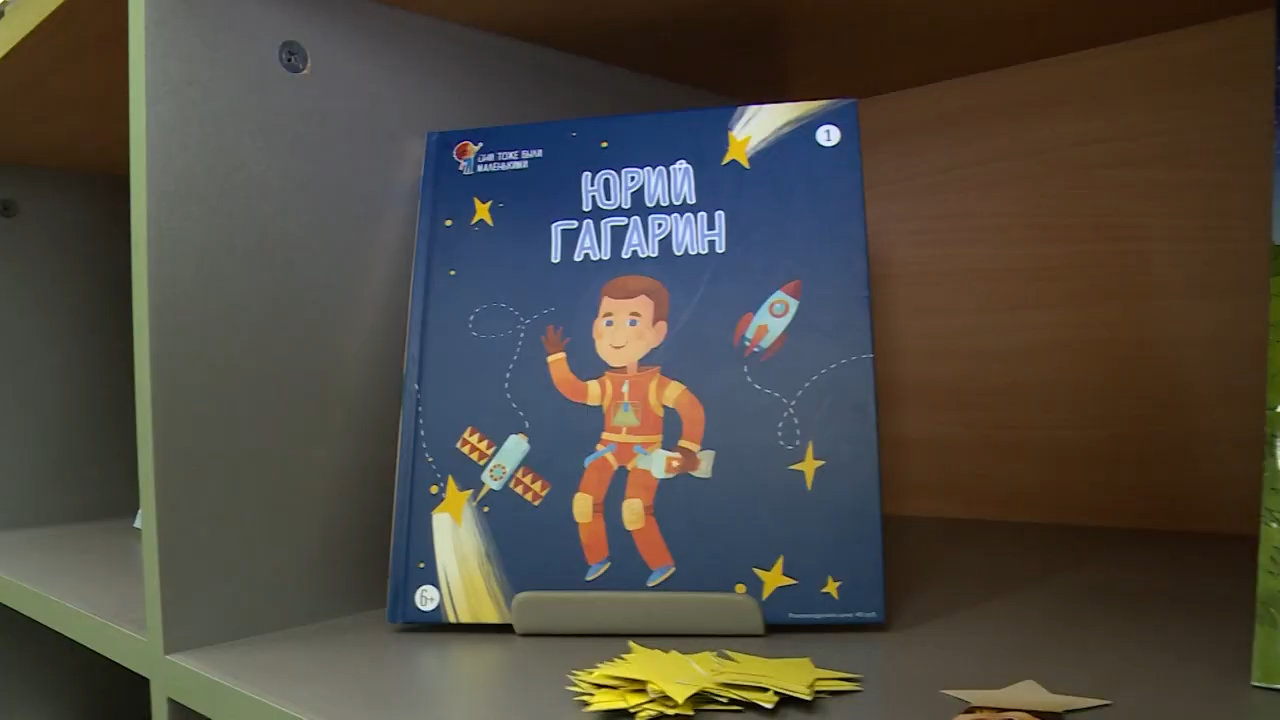 ОНИ ТОЖЕ БЫЛИ
МАЛЕНЬКИМИ
1
ЮРИЙ
ГАГАРИН
6+